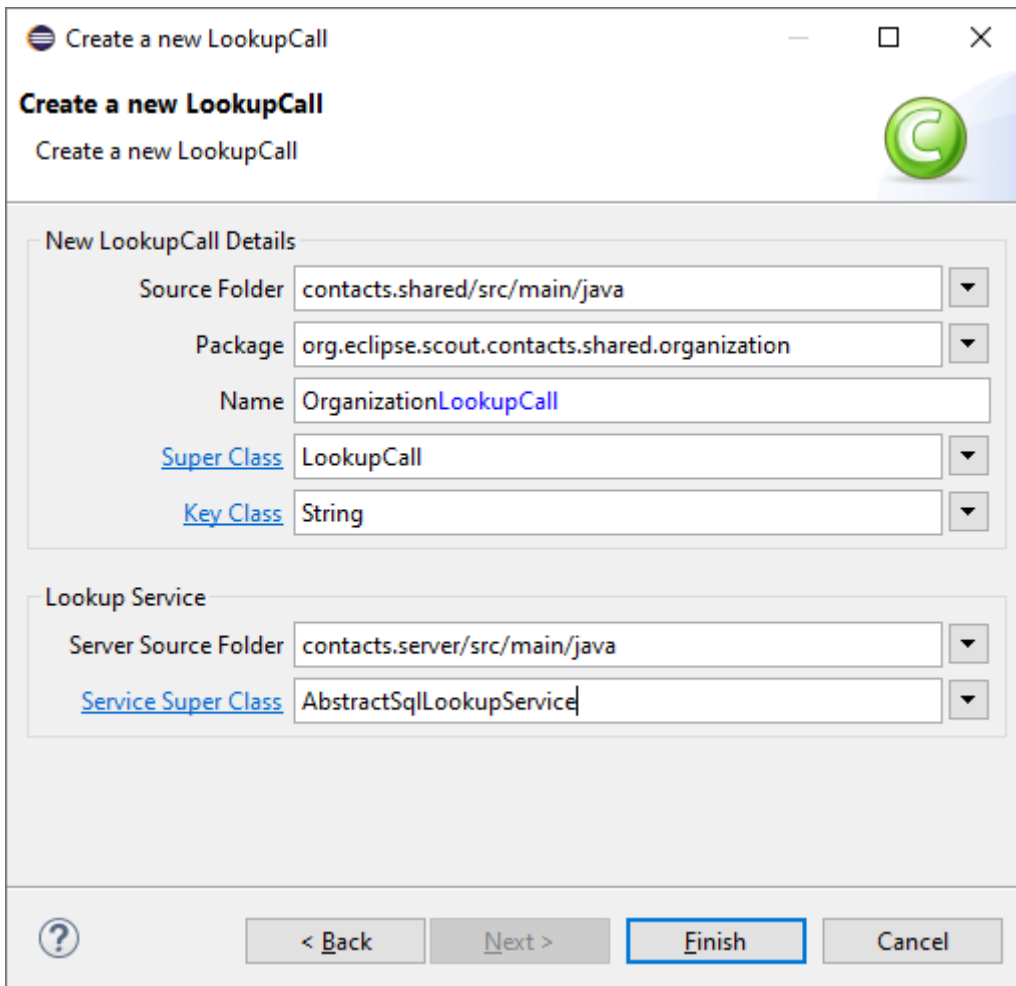 Create a new LookupCall
Create a new LookupCall
Create a new LookupCall
New LookupCall Details
Source Folder contacts.shared/src/main/java
Package org.eclipse.scout.contacts.shared.organization
Name OrganizationLookupCall
Super Class LookupCall
Key Class String
Lookup Service
Server Source Folder contacts.server/src/main/java
Service Super Class AbstractSqlLookupService
? < Back Next > Finish Cancel